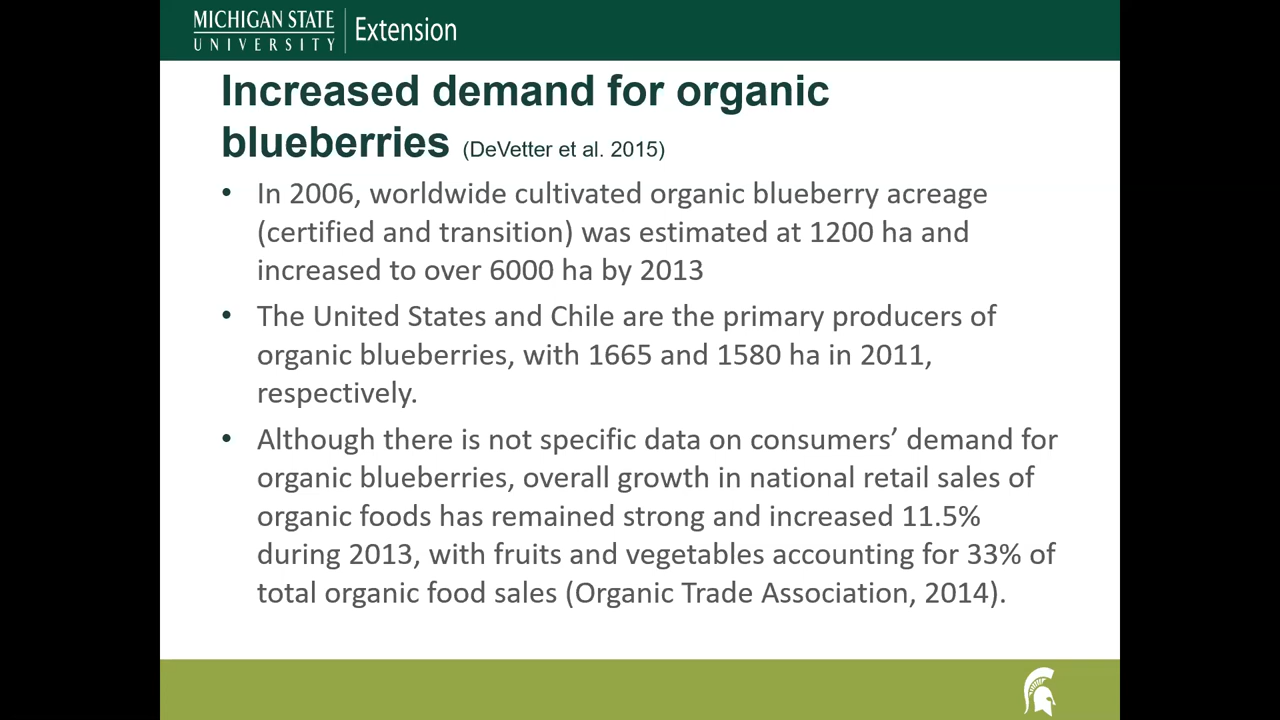 MICHIGAN STATE
UNIVERSITY
Extension
Increased demand for organic
blueberries (DeVetter et al. 2015)
• In 2006, worldwide cultivated organic blueberry acreage
(certified and transition) was estimated at 1200 ha and
increased to over 6000 ha by 2013
• The United States and Chile are the primary producers of
organic blueberries, with 1665 and 1580 ha in 2011,
respectively.
• Although there is not specific data on consumers’ demand for
organic blueberries, overall growth in national retail sales of
organic foods has remained strong and increased 11.5%
during 2013, with fruits and vegetables accounting for 33% of
total organic food sales (Organic Trade Association, 2014).